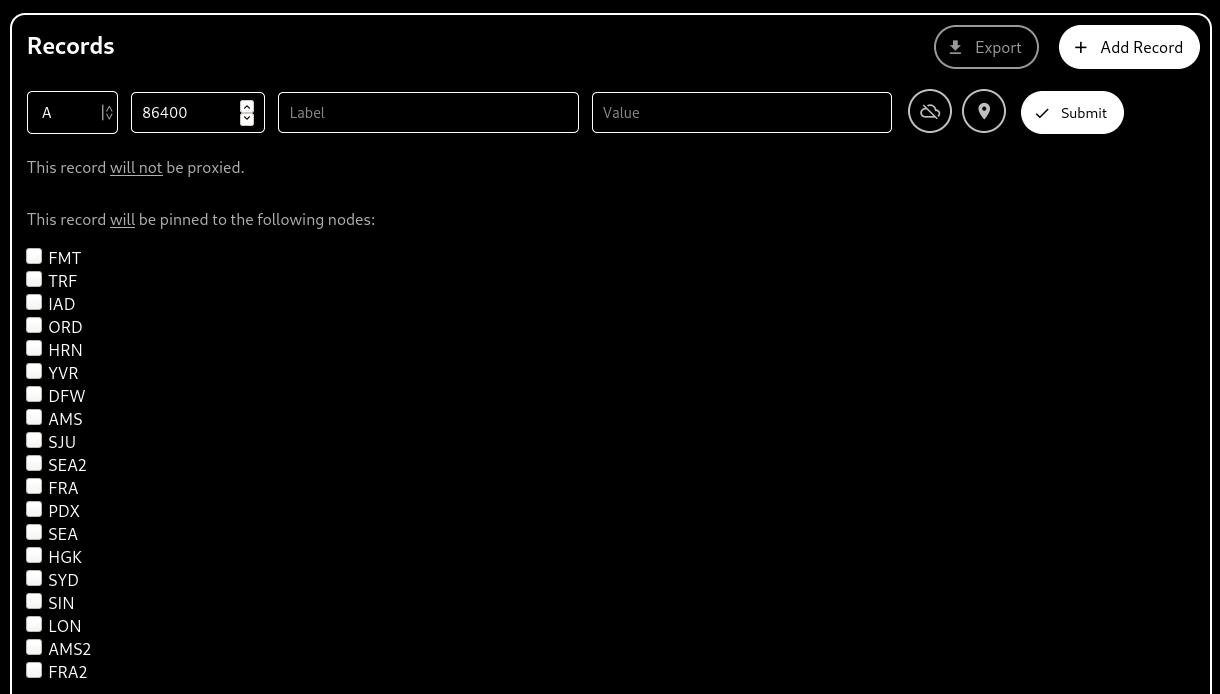 Records
Export
Add Record
A
86400
Label
Value
Submit
This record will not be proxied.
This record will be pinned to the following nodes:
FMT
TRF
IAD
ORD
HRN
YVR
DFW
AMS
SJU
SEA2
FRA
PDX
SEA
HGK
SYD
SIN
LON
AMS2
FRA2